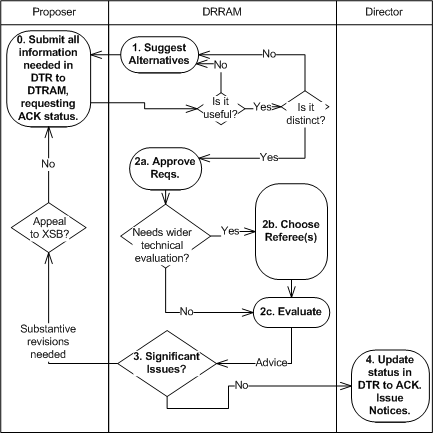 Proposer
DRRAM
Director
0. Submit all
information
needed in
DTR to
DTRAM,
requesting
ACK status.
1. Suggest
Alternatives
No
No
Is it
useful?
Yes
Is it
distinct?
Yes
2a. Approve
Reqs.
No
Appeal
to XSB?
Needs wider
technical
evaluation?
Yes
2b. Choose
Referee(s)
No
2c. Evaluate
Substantive
revisions
needed
3. Significant
Issues?
Advice
No
4. Update
status in
DTR to ACK.
Issue
Notices.